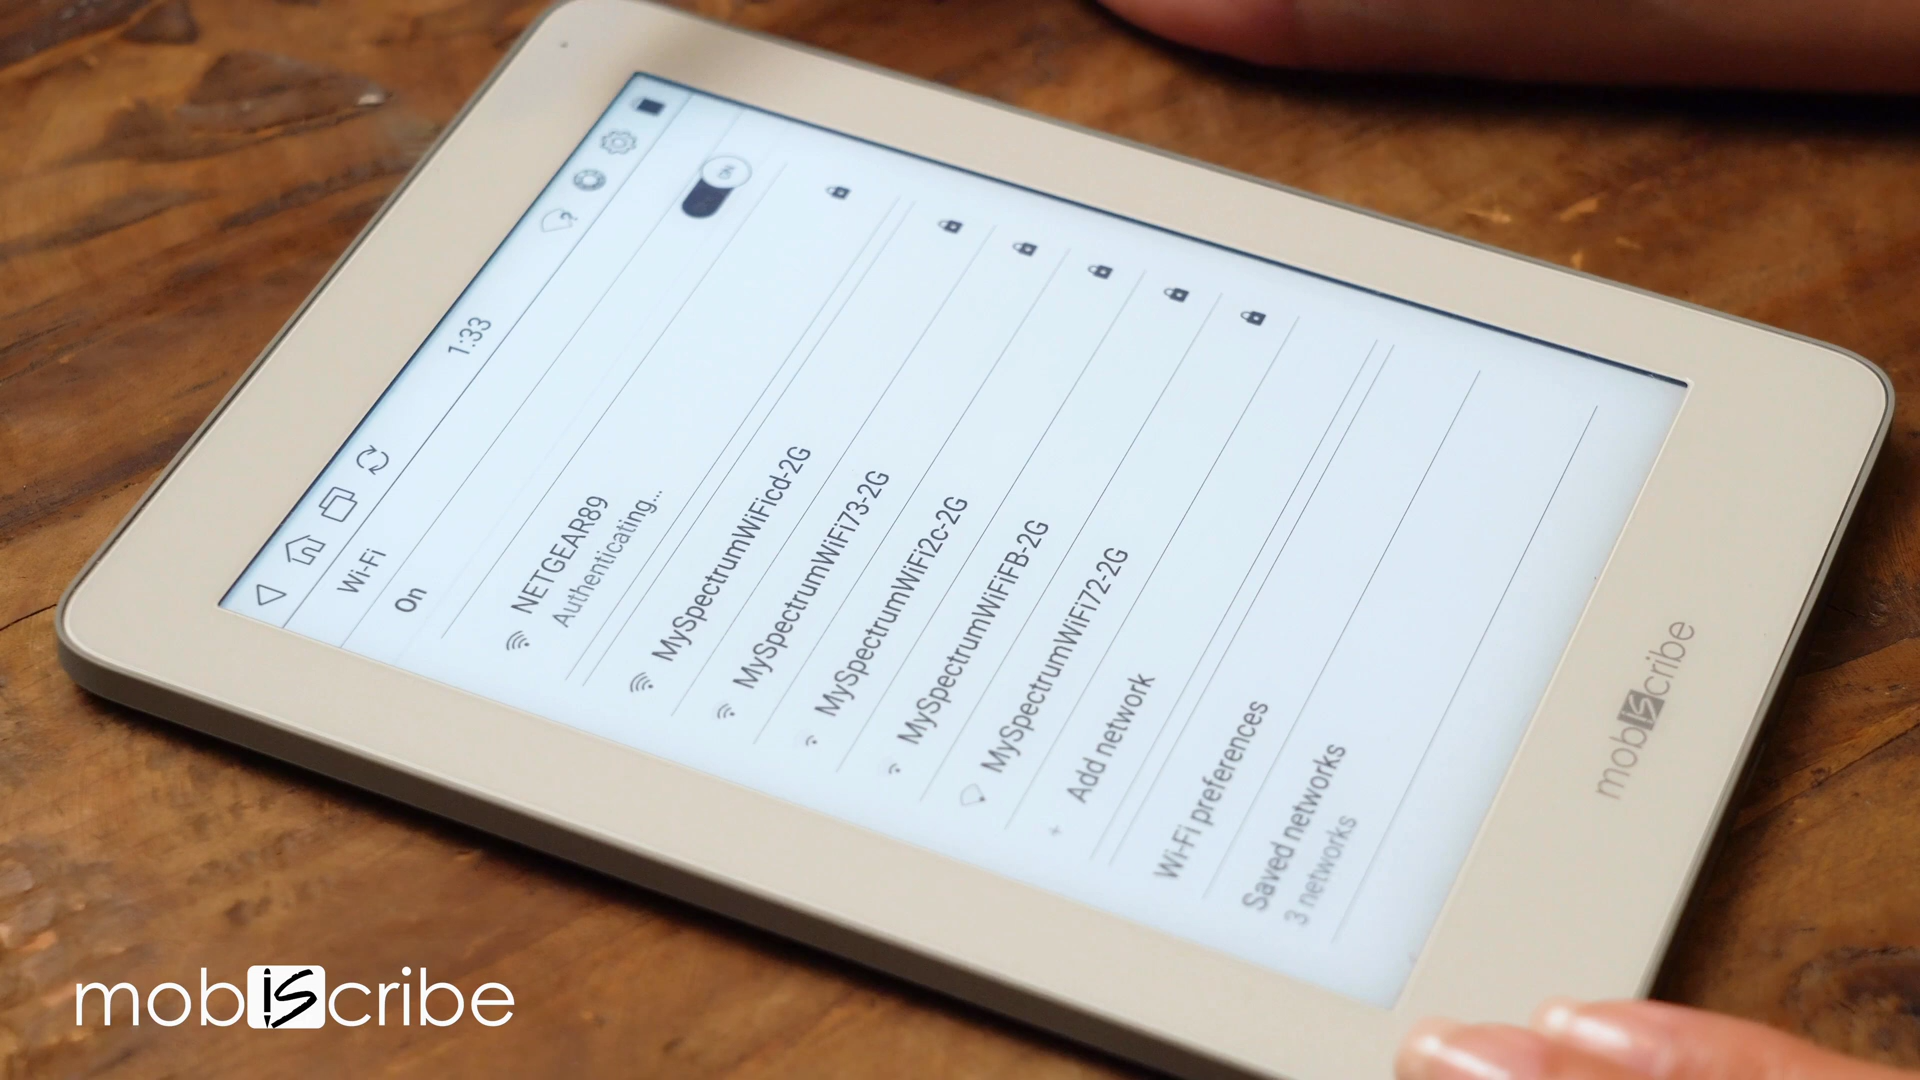 1:33
Wi-Fi
On
ON
NETGEAR89
Authenticating...
MySpectrumWiFicd-2G
MySpectrumWiFi73-2G
MySpectrumWiFi2c-2G
MySpectrumWiFiFB-2G
MySpectrumWiFi72-2G
+ Add network
Wi-Fi preferences
Saved networks
3 networks
mobiscribe
mobiscribe